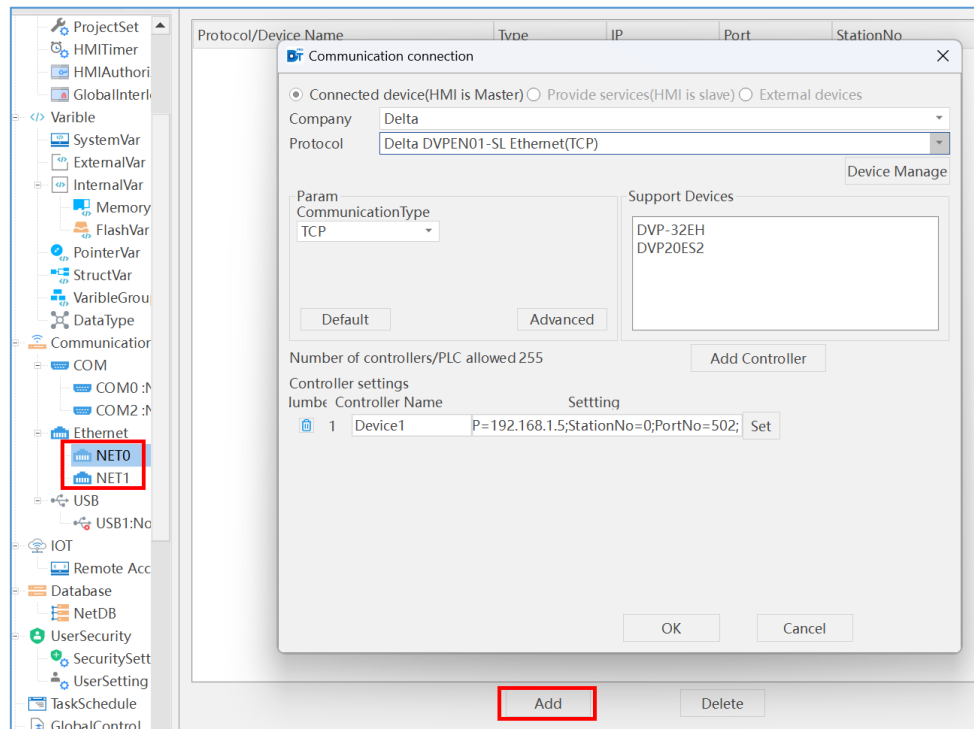 ProjectSet
HMITimer
HMIAuthori
GlobalInterl
Varible
SystemVar
ExternalVar
InternalVar
Memory
FlashVar
PointerVar
StructVar
VaribleGrou
DataType
Communication
COM
COM0 :N
COM2 :N
Ethernet
NET0
NET1
USB
USB1:No
IOT
Remote Acc
Database
NetDB
UserSecurity
SecuritySett
UserSetting
TaskSchedule
GlobalControl
Protocol/Device Name Type IP Port StationNo
Communication connection
Connected device(HMI is Master) Provide services(HMI is slave) External devices
Company Delta
Protocol Delta DVPEN01-SL Ethernet(TCP)
Device Manage
Param
CommunicationType
TCP
Default Advanced
Support Devices
DVP-32EH
DVP20ES2
Number of controllers/PLC allowed 255 Add Controller
Controller settings
lumbe Controller Name Settting
1 Device1 P=192.168.1.5;StationNo=0;PortNo=502; Set
OK Cancel
Add Delete